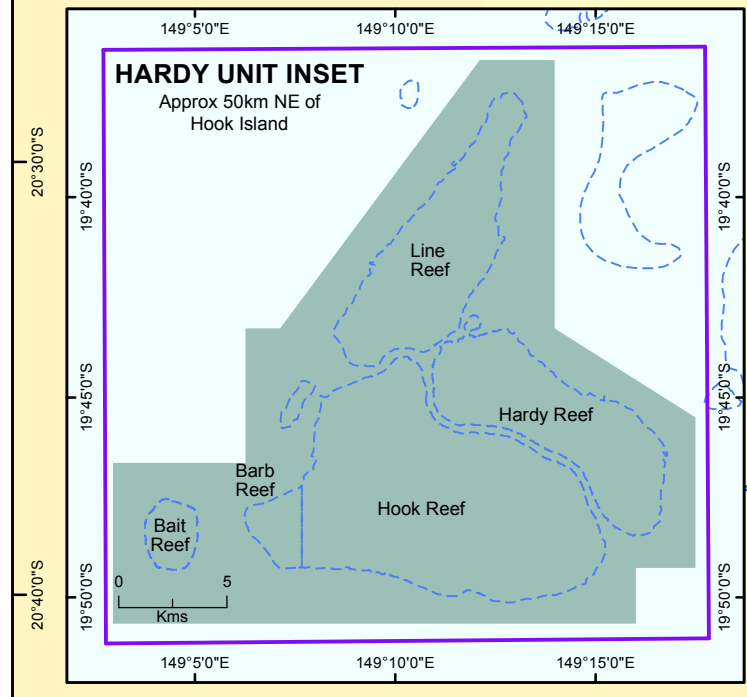 149°5'0"E 149°10'0"E 149°15'0"E
HARDY UNIT INSET
Approx 50km NE of
Hook Island
20°30'0"S
19°40'0"S
19°40'0"S
Line
Reef
19°45'0"S
19°45'0"S
Hardy Reef
Barb
Reef
Hook Reef
Bait
Reef
0 5
Kms
20°40'0"S
19°50'0"S
19°50'0"S
149°5'0"E 149°10'0"E 149°15'0"E